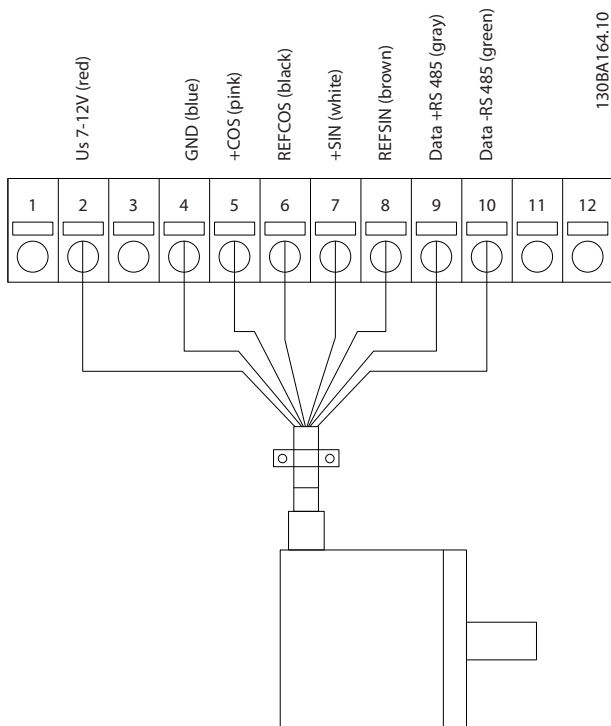 Us 7-12V (red)
GND (blue)
+COS (pink)
REFCOS (black)
+SIN (white)
REFSIN (brown)
Data +RS 485 (gray)
Data -RS 485 (green)
130BA164.10
1 2 3 4 5 6 7 8 9 10 11 12